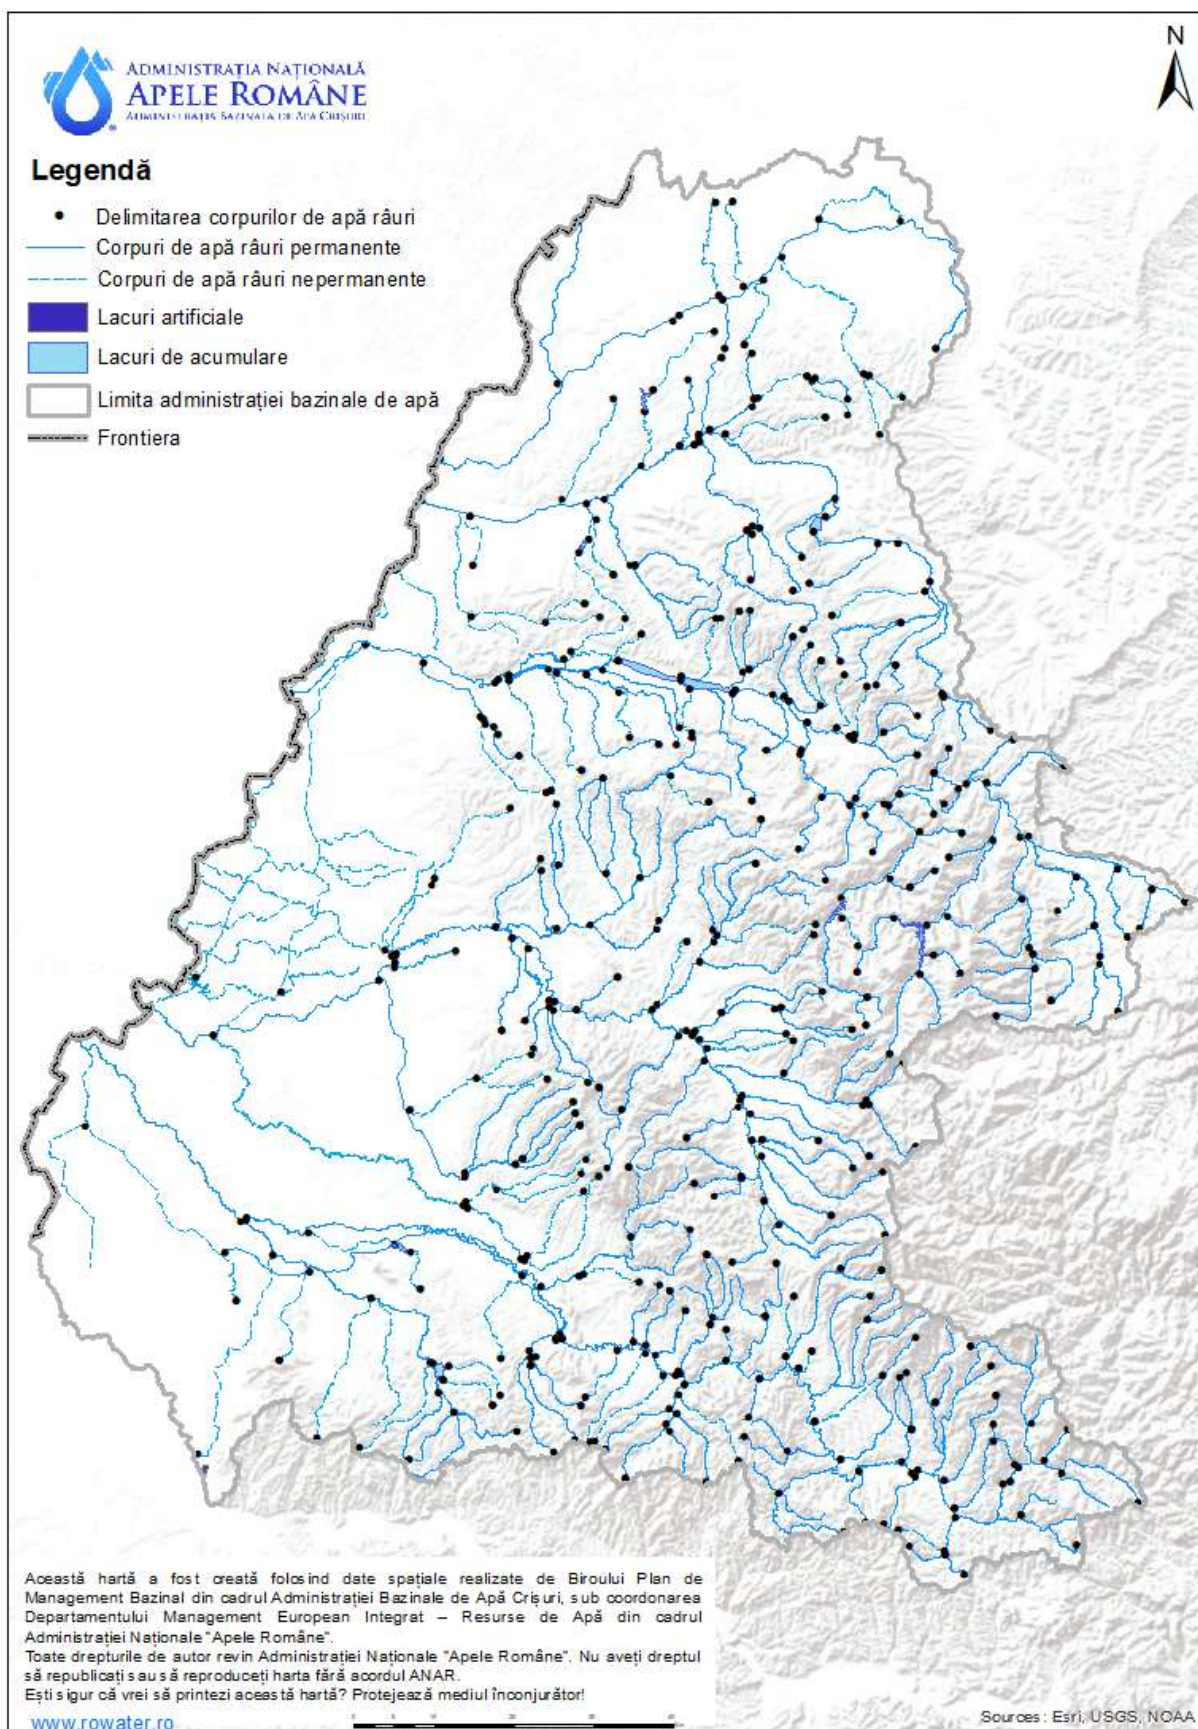 ADMINISTRAȚIA NAȚIONALĂ
APELE ROMÂNE
ADMINISTRAȚIA BAZINALĂ DE APĂ CRIȘURI
N
Legendă
Delimitarea corpurilor de apă râuri
Corpuri de apă râuri permanente
Corpuri de apă râuri nepermanente
Lacuri artificiale
Lacuri de acumulare
Limita administrației bazinale de apă
Frontiera
Această hartă a fost creată folosind date spațiale realizate de Biroului Plan de
Management Bazinal din cadrul Administrației Bazinale de Apă Crișuri, sub coordonarea
Departamentului Management European Integrat – Resurse de Apă din cadrul
Administrației Naționale "Apele Române".
Toate drepturile de autor revin Administrației Naționale "Apele Române". Nu aveți dreptul
să republicați sau să reproduceți harta fără acordul ANAR.
Ești sigur că vrei să printezi această hartă? Protejează mediul înconjurător!
www.rowater.ro
Sources: Esri, USGS, NOAA